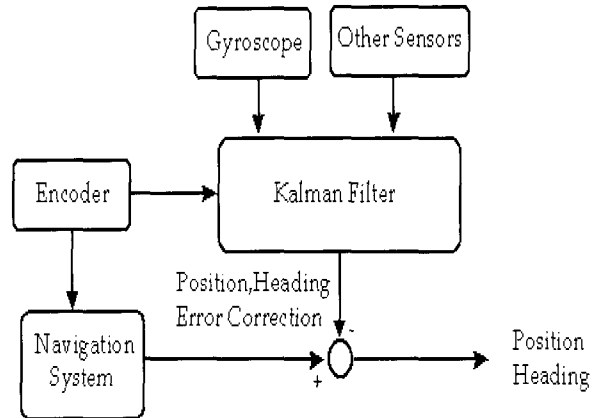 Gyroscope
Other Sensors
Encoder
Kalman Filter
Position,Heading
Error Correction
-
Navigation
System
+
Position
Heading